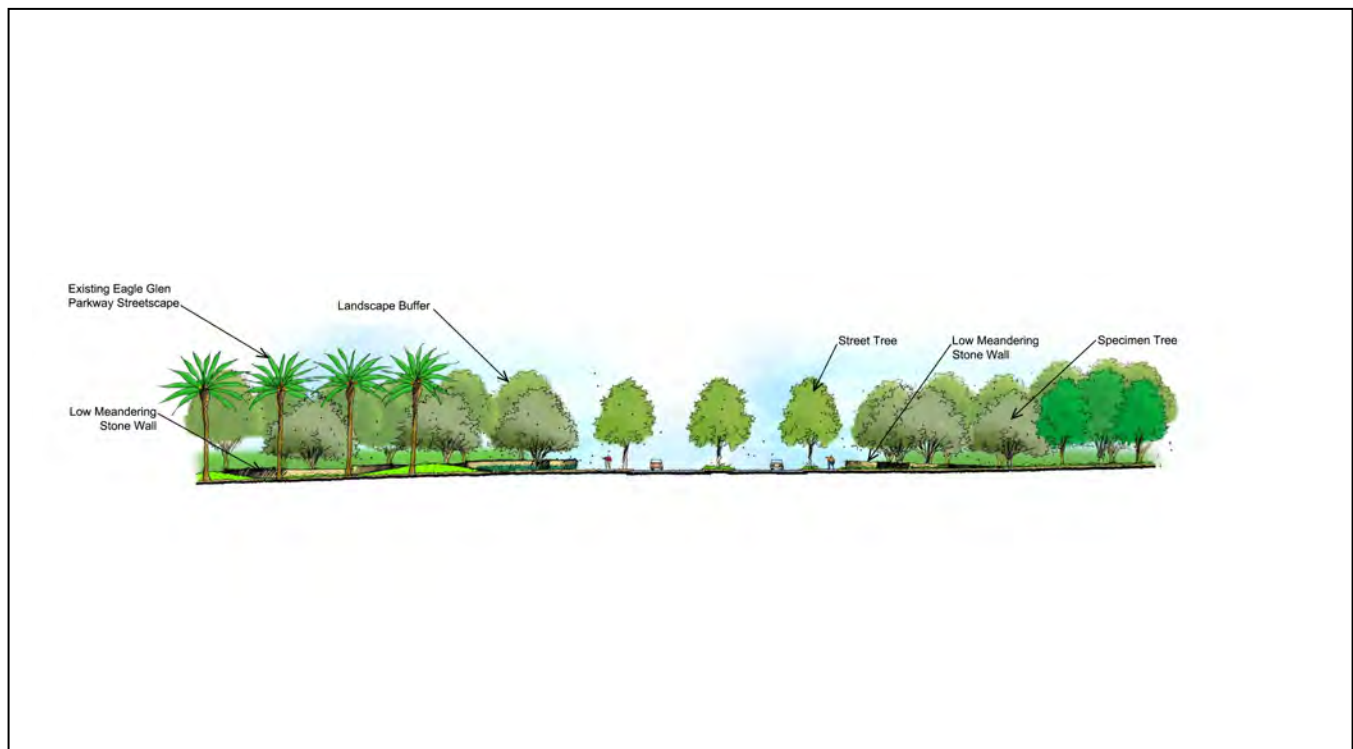 Existing Eagle Glen
Parkway Streetscape
Landscape Buffer
Street Tree
Low Meandering
Stone Wall
Specimen Tree
Low Meandering
Stone Wall